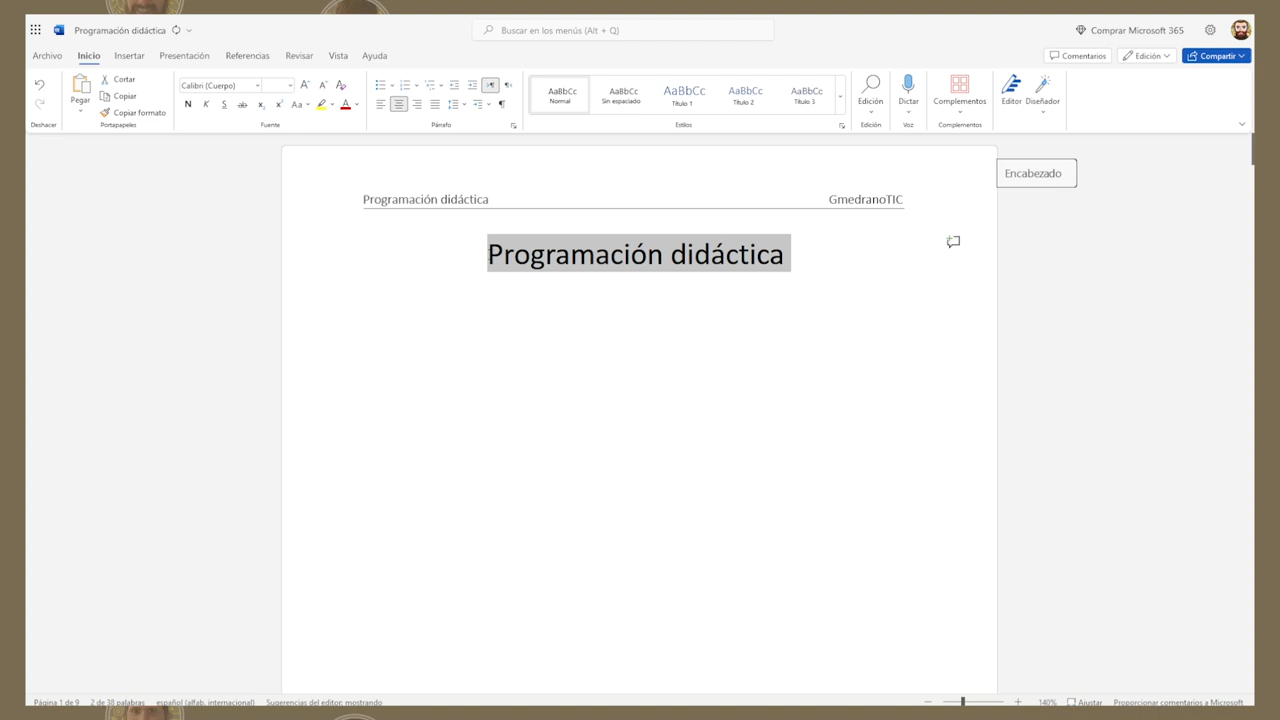 Programación didáctica
Buscar en los menús (Alt + Q)
Comprar Microsoft 365
Archivo Inicio Insertar Presentación Referencias Revisar Vista Ayuda
Comentarios Edición Compartir
Pegar
Cortar
Copiar
Copiar formato
Calibri (Cuerpo)
N K S ab x₂ x² Aa A
AaBbCc Normal
AaBbCc Sin espaciado
AaBbCc Título 1
AaBbCc Título 2
AaBbCc Título 3
Edición
Dictar
Complementos
Editor
Diseñador
Deshacer Portapapeles Fuente Párrafo Estilos Edición Voz Complementos
Encabezado
Programación didáctica GmedranoTIC
Programación didáctica
Página 1 de 9 2 de 38 palabras español (alfab. internacional) Sugerencias del editor: mostrando 140% Ajustar Proporcionar comentarios a Microsoft